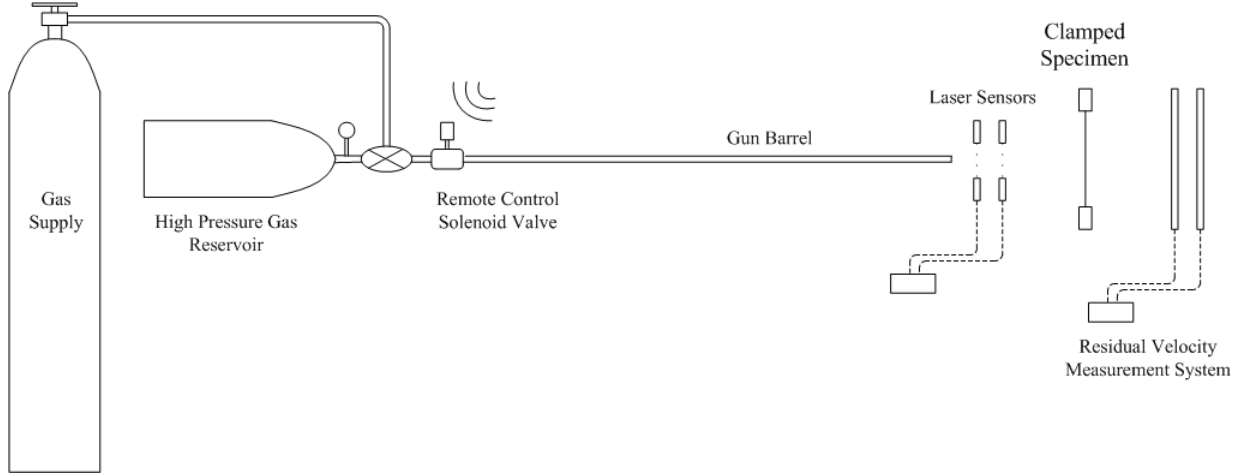 Clamped
Specimen
Laser Sensors
Gun Barrel
Gas
Supply
High Pressure Gas
Reservoir
Remote Control
Solenoid Valve
Residual Velocity
Measurement System